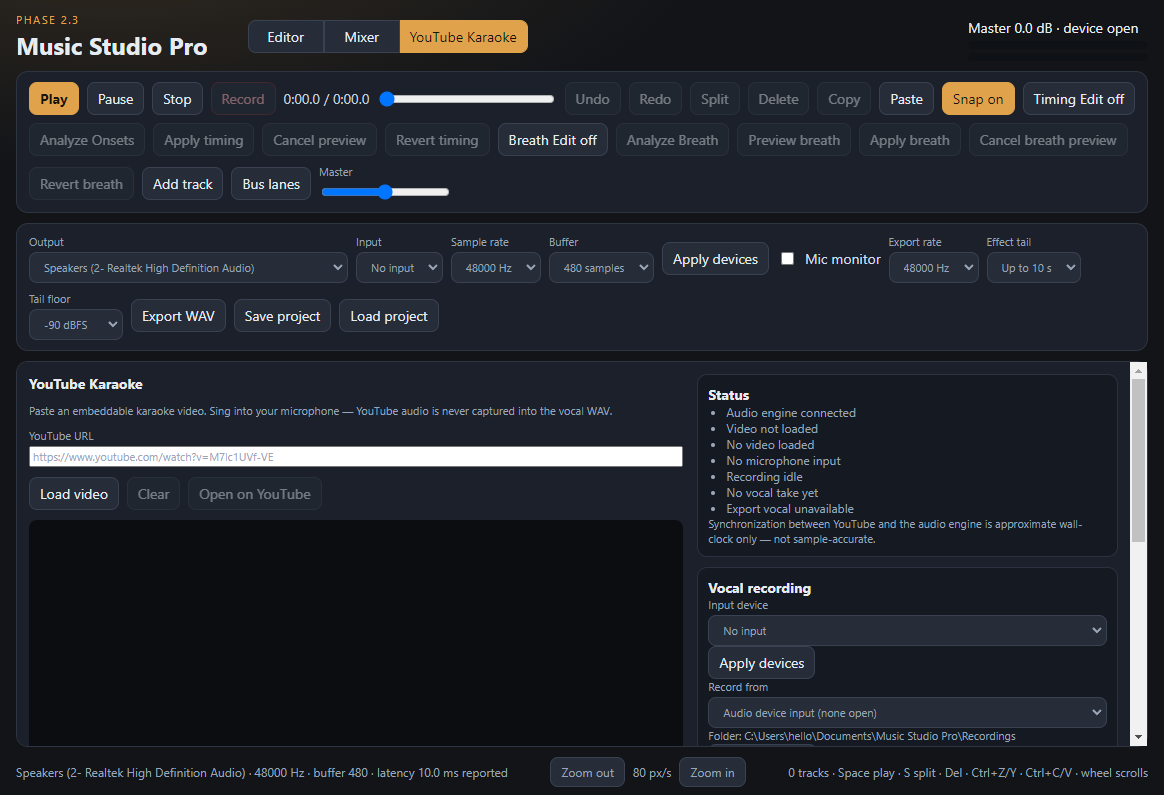 PHASE 2.3
Music Studio Pro
Editor
Mixer
YouTube Karaoke
Master 0.0 dB · device open
Play
Pause
Stop
Record
0:00.0 / 0:00.0
Undo
Redo
Split
Delete
Copy
Paste
Snap on
Timing Edit off
Analyze Onsets
Apply timing
Cancel preview
Revert timing
Breath Edit off
Analyze Breath
Preview breath
Apply breath
Cancel breath preview
Revert breath
Add track
Bus lanes
Master
Output
Speakers (2- Realtek High Definition Audio)
Input
No input
Sample rate
48000 Hz
Buffer
480 samples
Apply devices
Mic monitor
Export rate
48000 Hz
Effect tail
Up to 10 s
Tail floor
-90 dBFS
Export WAV
Save project
Load project
YouTube Karaoke
Paste an embeddable karaoke video. Sing into your microphone — YouTube audio is never captured into the vocal WAV.
YouTube URL
https://www.youtube.com/watch?v=M7lc1UVf-VE
Load video
Clear
Open on YouTube
Status
• Audio engine connected
• Video not loaded
• No video loaded
• No microphone input
• Recording idle
• No vocal take yet
• Export vocal unavailable
Synchronization between YouTube and the audio engine is approximate wall-
clock only — not sample-accurate.
Vocal recording
Input device
No input
Apply devices
Record from
Audio device input (none open)
Folder: C:\Users\hello\Documents\Music Studio Pro\Recordings
Speakers (2- Realtek High Definition Audio) · 48000 Hz · buffer 480 · latency 10.0 ms reported
Zoom out
80 px/s
Zoom in
0 tracks · Space play · S split · Del · Ctrl+Z/Y · Ctrl+C/V · wheel scrolls